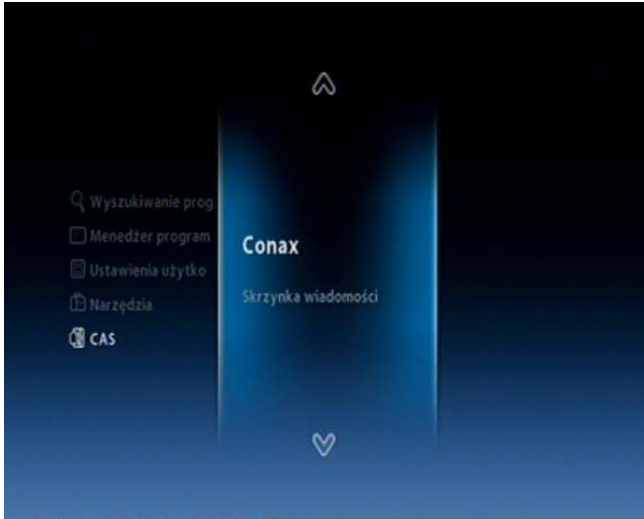 Wyszukiwanie prog
Menedżer program
Ustawienia użytko
Narzędzia
CAS
Conax
Skrzynka wiadomości